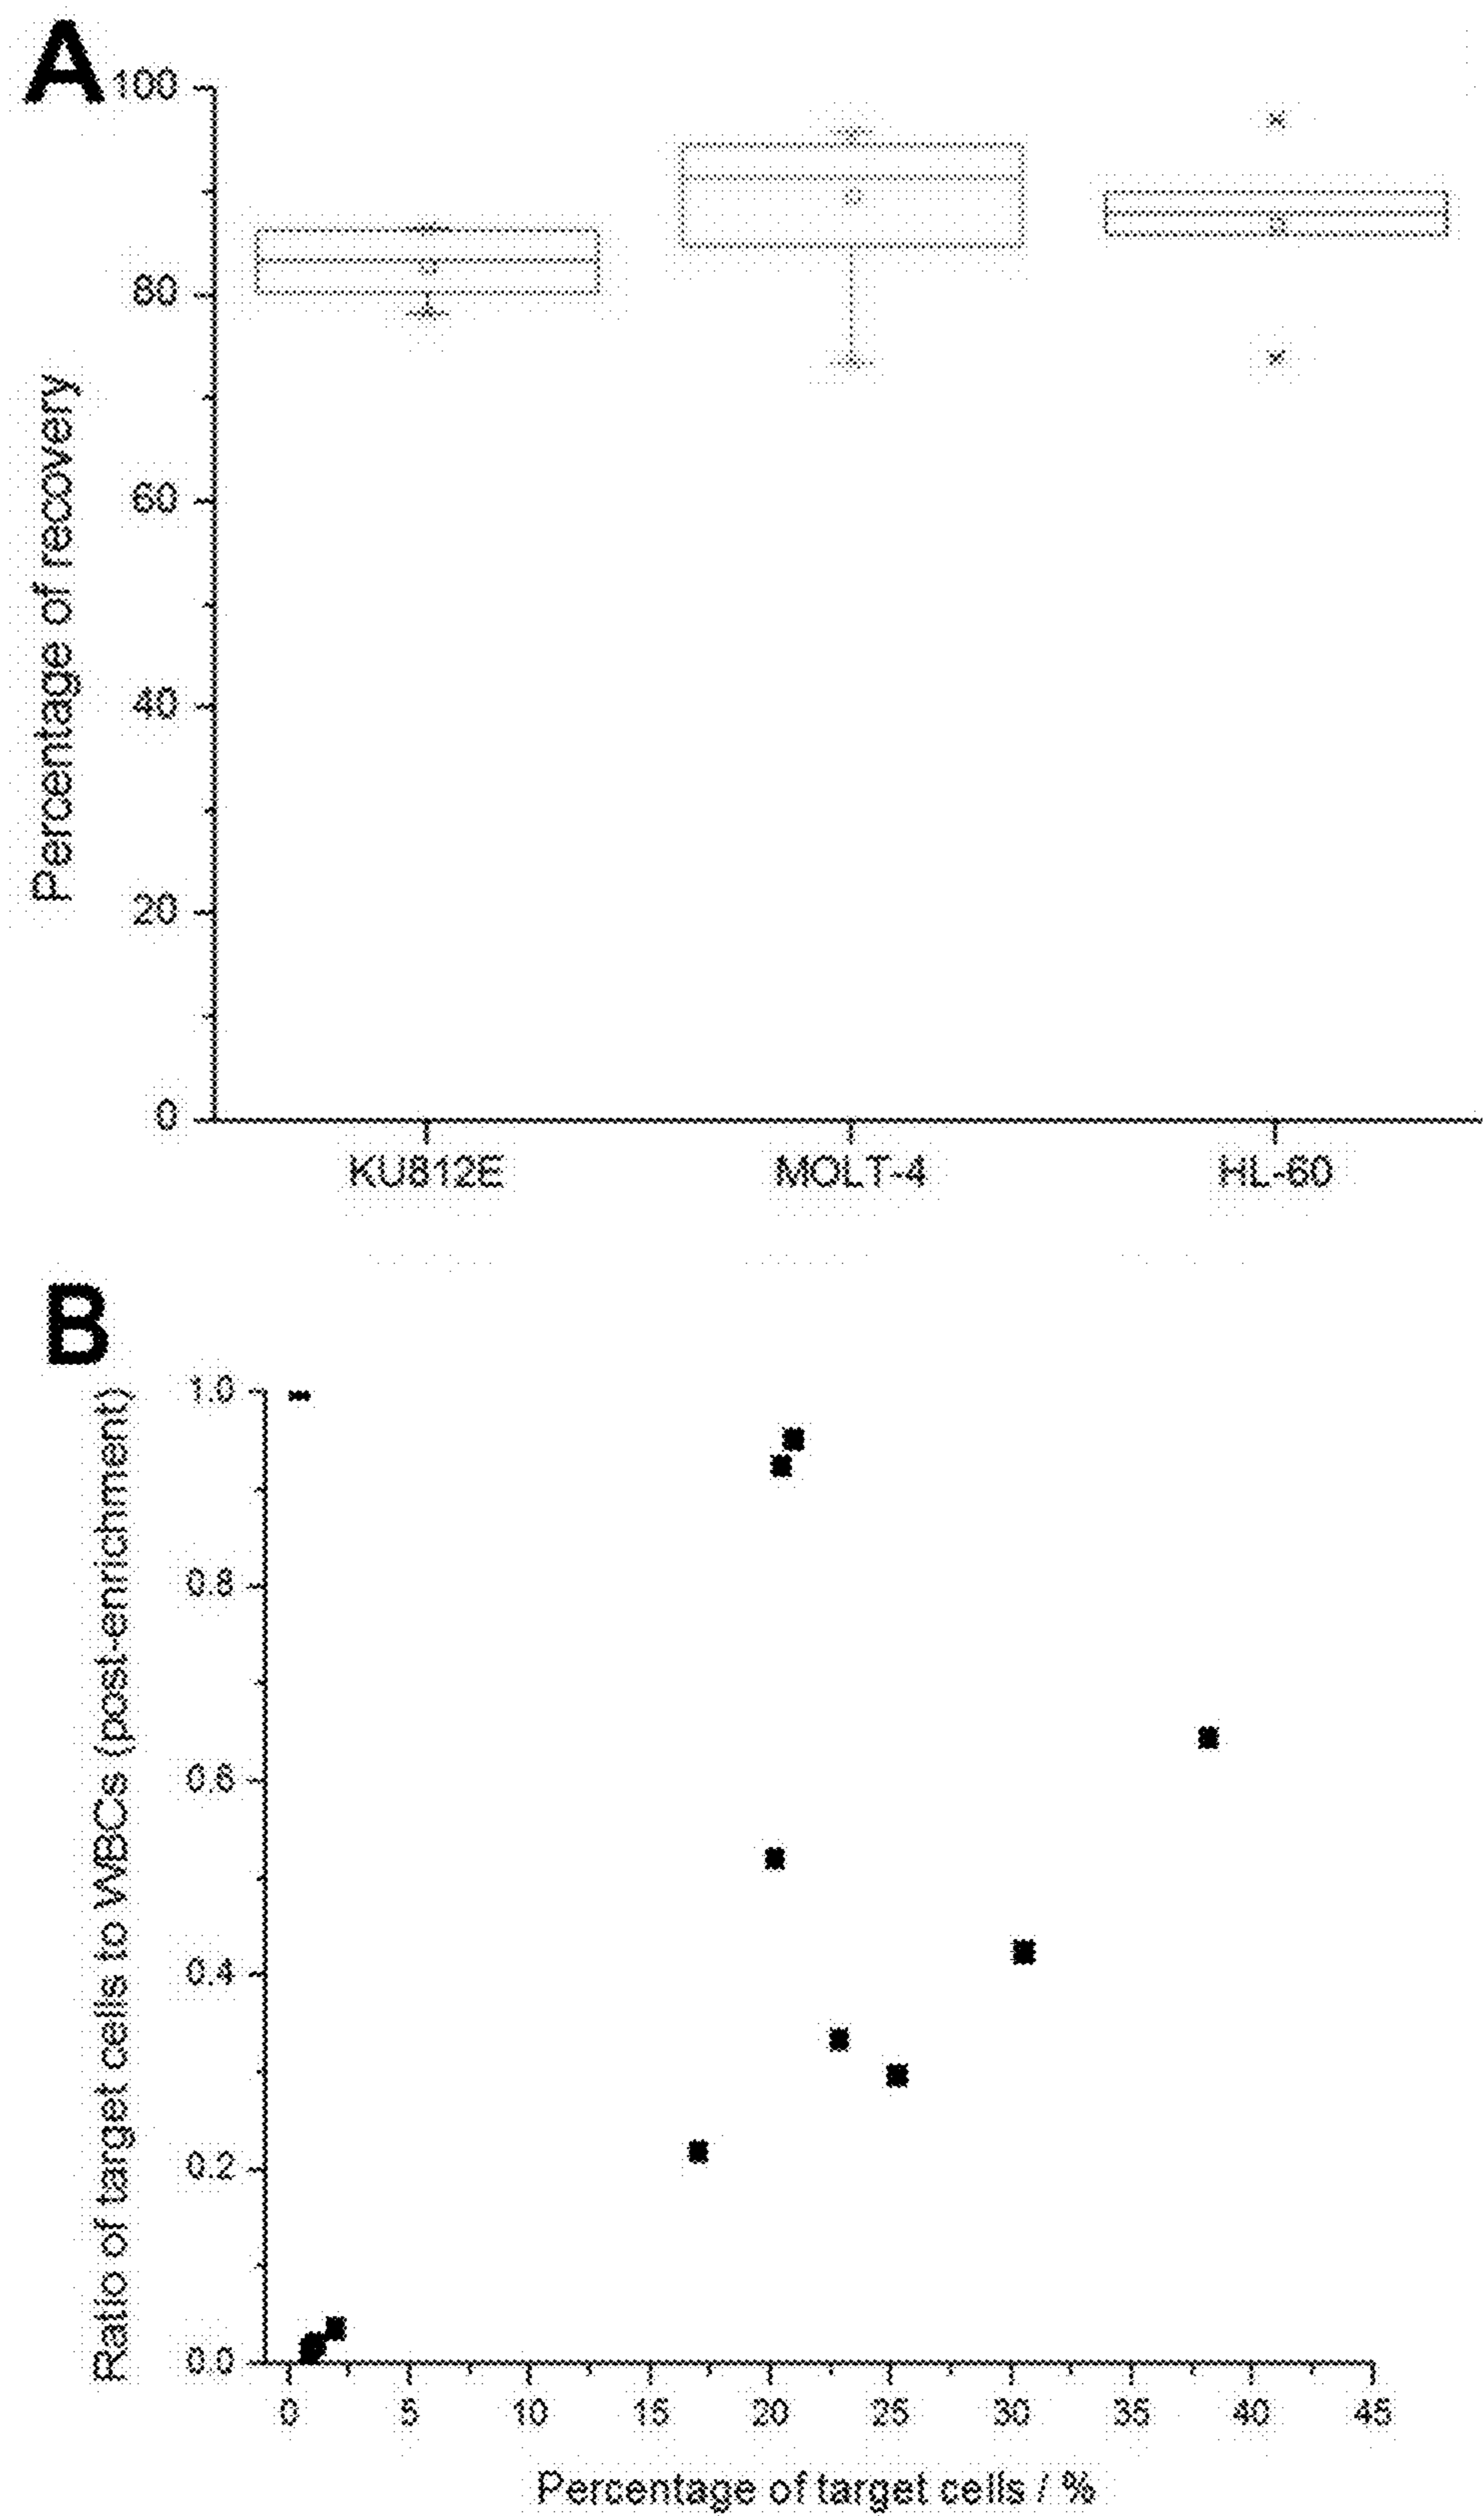 A
100
80
60
40
20
0
Percentage of recovery
KU812E
MOLT-4
HL-60
B
1.0
0.8
0.6
0.4
0.2
0.0
Ratio of target cells to WBCs (post-enrichment)
0
5
10
15
20
25
30
35
40
45
Percentage of target cells / %